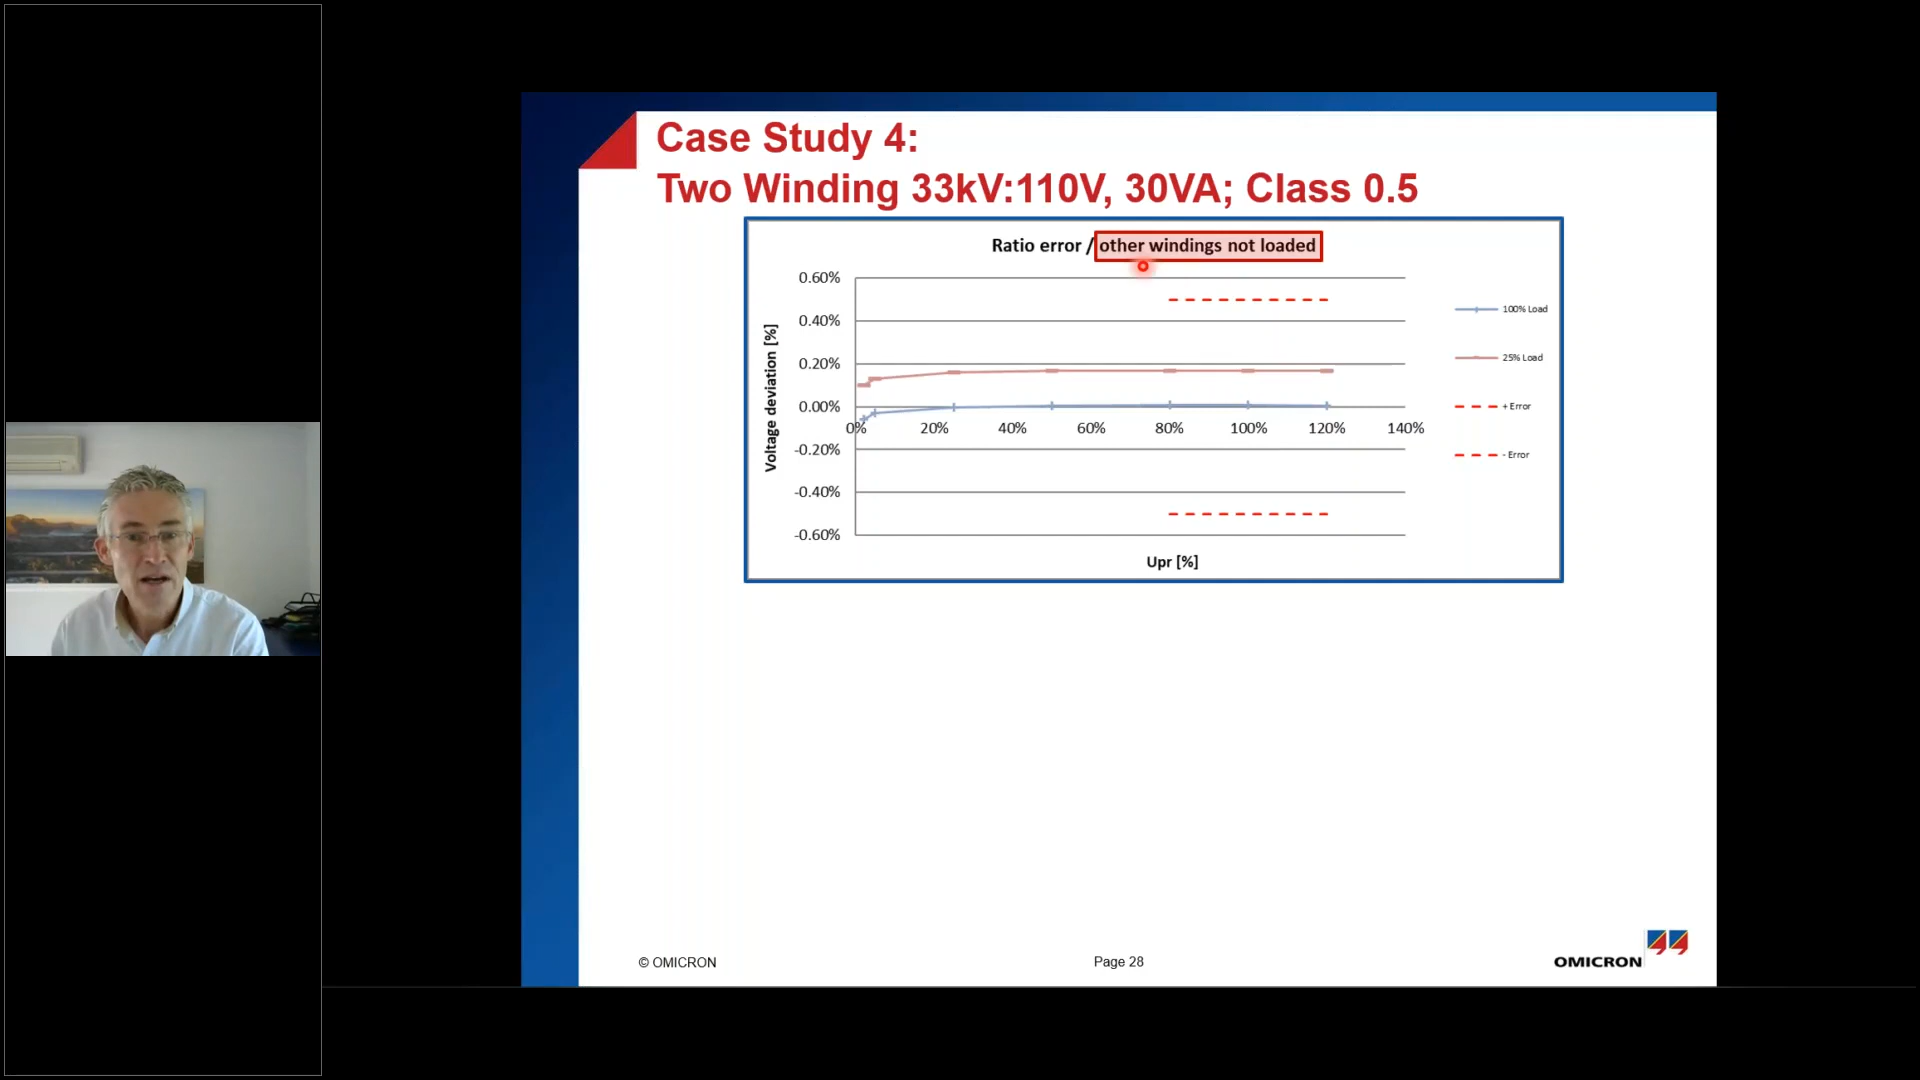 Case Study 4:
Two Winding 33kV:110V, 30VA; Class 0.5
Ratio error / other windings not loaded
0.60%
0.40%
0.20%
0.00%
-0.20%
-0.40%
-0.60%
Voltage deviation [%]
0%
20%
40%
60%
80%
100%
120%
140%
Upr [%]
100% Load
25% Load
+ Error
- Error
© OMICRON
Page 28
OMICRON